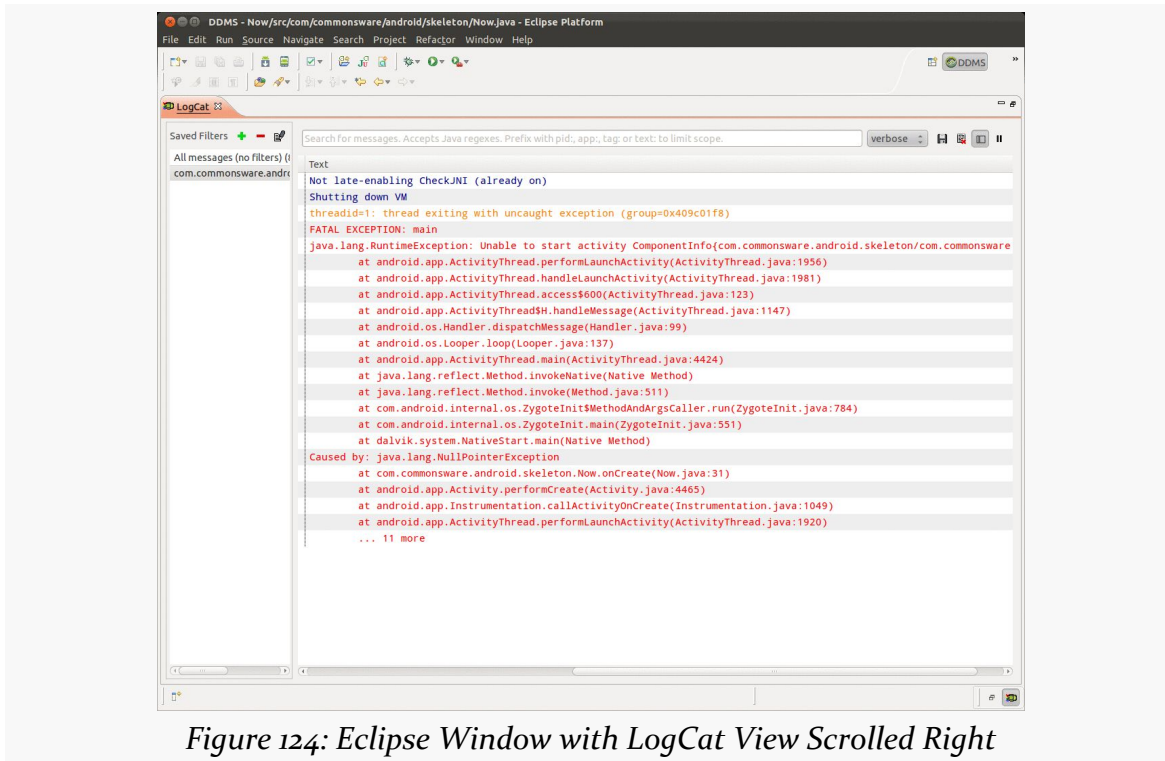 DDMS - Now/src/com/commonsware/android/skeleton/Now.java - Eclipse Platform
File Edit Run Source Navigate Search Project Refactor Window Help
DDMS
LogCat
Saved Filters
Search for messages. Accepts Java regexes. Prefix with pid:, app:, tag: or text: to limit scope.
verbose
All messages (no filters) (
com.commonsware.andro
Text
Not late-enabling CheckJNI (already on)
Shutting down VM
threadid=1: thread exiting with uncaught exception (group=0x409c01f8)
FATAL EXCEPTION: main
java.lang.RuntimeException: Unable to start activity ComponentInfo{com.commonsware.android.skeleton/com.commonsware
at android.app.ActivityThread.performLaunchActivity(ActivityThread.java:1956)
at android.app.ActivityThread.handleLaunchActivity(ActivityThread.java:1981)
at android.app.ActivityThread.access$600(ActivityThread.java:123)
at android.app.ActivityThread$H.handleMessage(ActivityThread.java:1147)
at android.os.Handler.dispatchMessage(Handler.java:99)
at android.os.Looper.loop(Looper.java:137)
at android.app.ActivityThread.main(ActivityThread.java:4424)
at java.lang.reflect.Method.invokeNative(Native Method)
at java.lang.reflect.Method.invoke(Method.java:511)
at com.android.internal.os.ZygoteInit$MethodAndArgsCaller.run(ZygoteInit.java:784)
at com.android.internal.os.ZygoteInit.main(ZygoteInit.java:551)
at dalvik.system.NativeStart.main(Native Method)
Caused by: java.lang.NullPointerException
at com.commonsware.android.skeleton.Now.onCreate(Now.java:31)
at android.app.Activity.performCreate(Activity.java:4465)
at android.app.Instrumentation.callActivityOnCreate(Instrumentation.java:1049)
at android.app.ActivityThread.performLaunchActivity(ActivityThread.java:1920)
... 11 more
Figure 124: Eclipse Window with LogCat View Scrolled Right